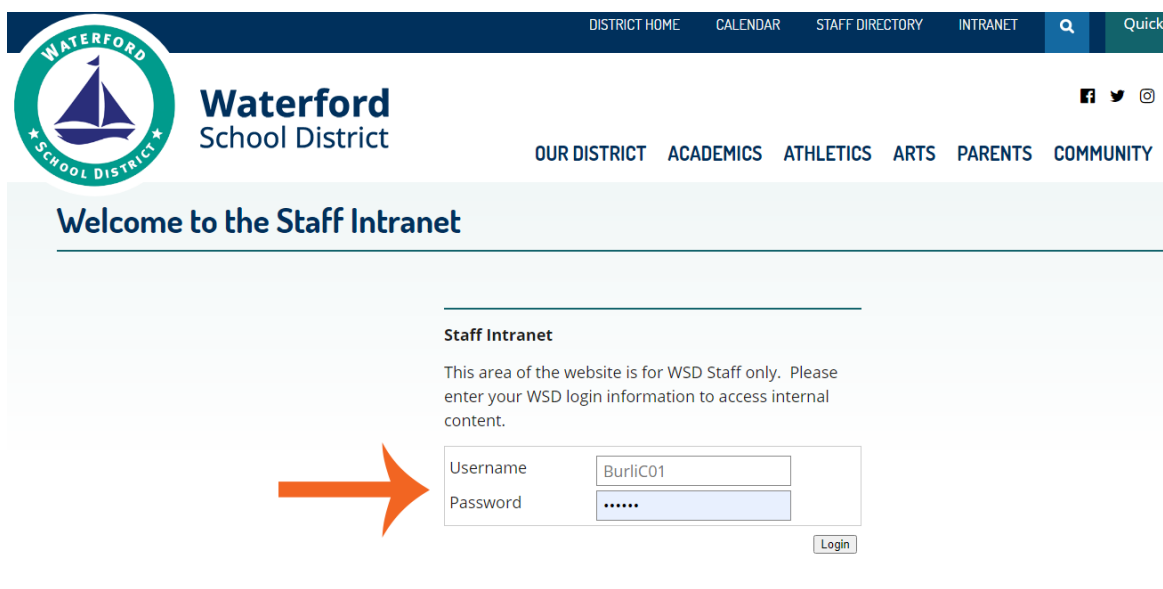 DISTRICT HOME CALENDAR STAFF DIRECTORY INTRANET Quick
WATERFORD
SCHOOL DISTRICT
Waterford
School District
OUR DISTRICT ACADEMICS ATHLETICS ARTS PARENTS COMMUNITY
Welcome to the Staff Intranet
Staff Intranet
This area of the website is for WSD Staff only. Please
enter your WSD login information to access internal
content.
Username BurliC01
Password ••••••
Login